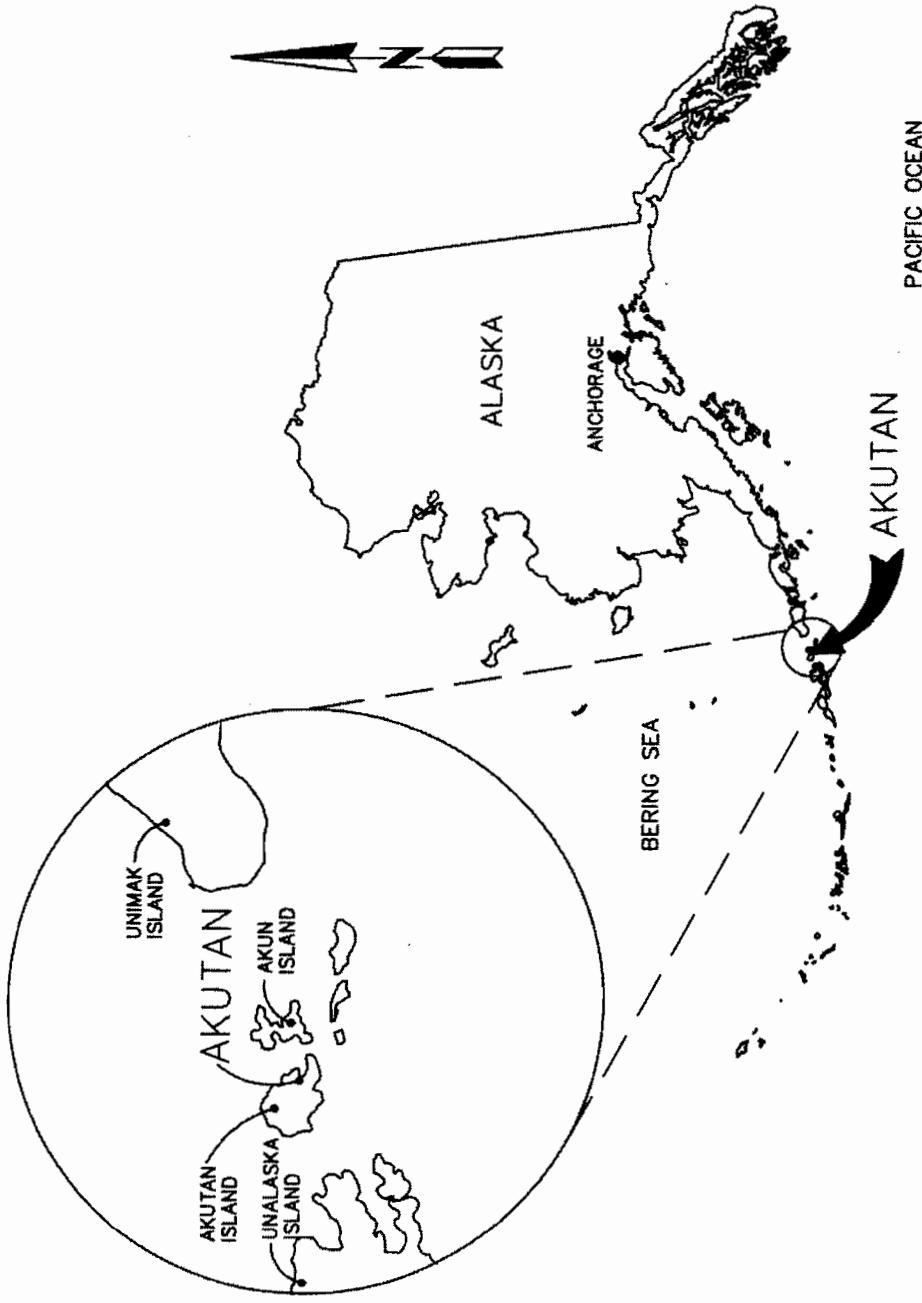 UNIMAK
ISLAND
AKUTAN
AKUTAN
ISLAND
AKUN
ISLAND
UNALASKA
ISLAND
N
ALASKA
ANCHORAGE
BERING SEA
AKUTAN
PACIFIC OCEAN